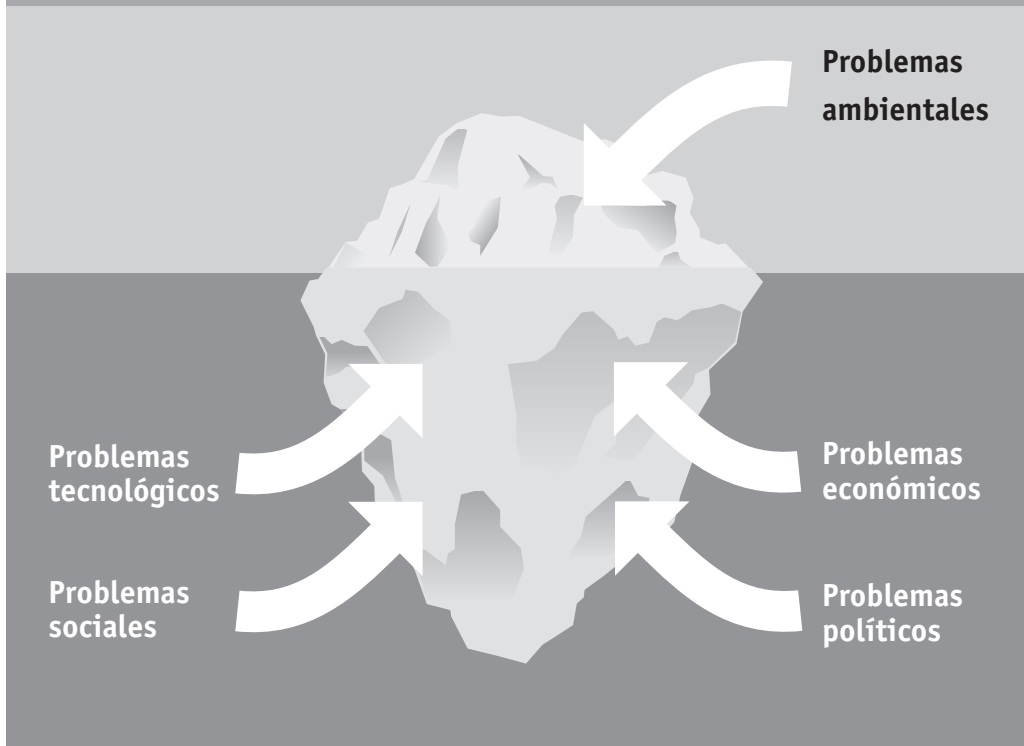 Problemas
ambientales
Problemas
tecnológicos
Problemas
económicos
Problemas
sociales
Problemas
políticos